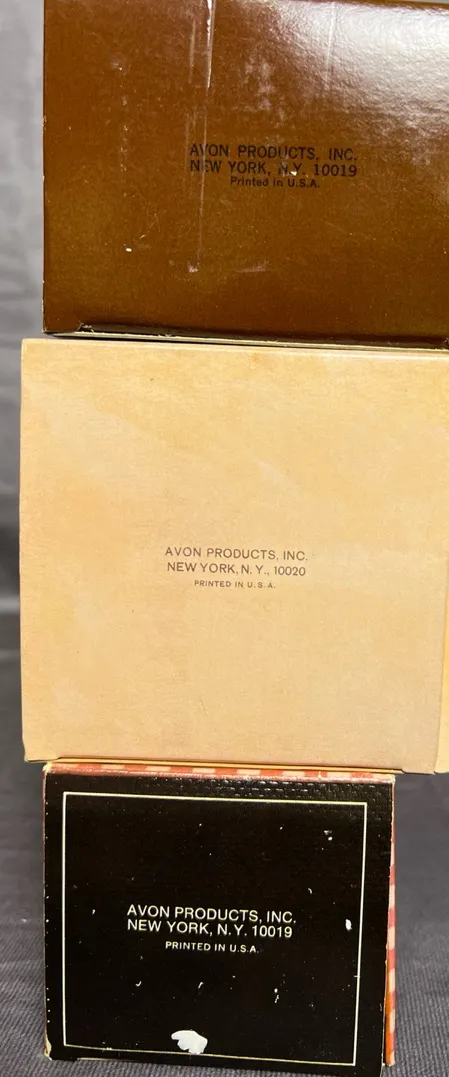 AVON PRODUCTS, INC.
NEW YORK, N.Y. 10019
Printed in U.S.A.
AVON PRODUCTS, INC.
NEW YORK, N.Y., 10020
PRINTED IN U.S.A.
AVON PRODUCTS, INC.
NEW YORK, N.Y. 10019
PRINTED IN U.S.A.